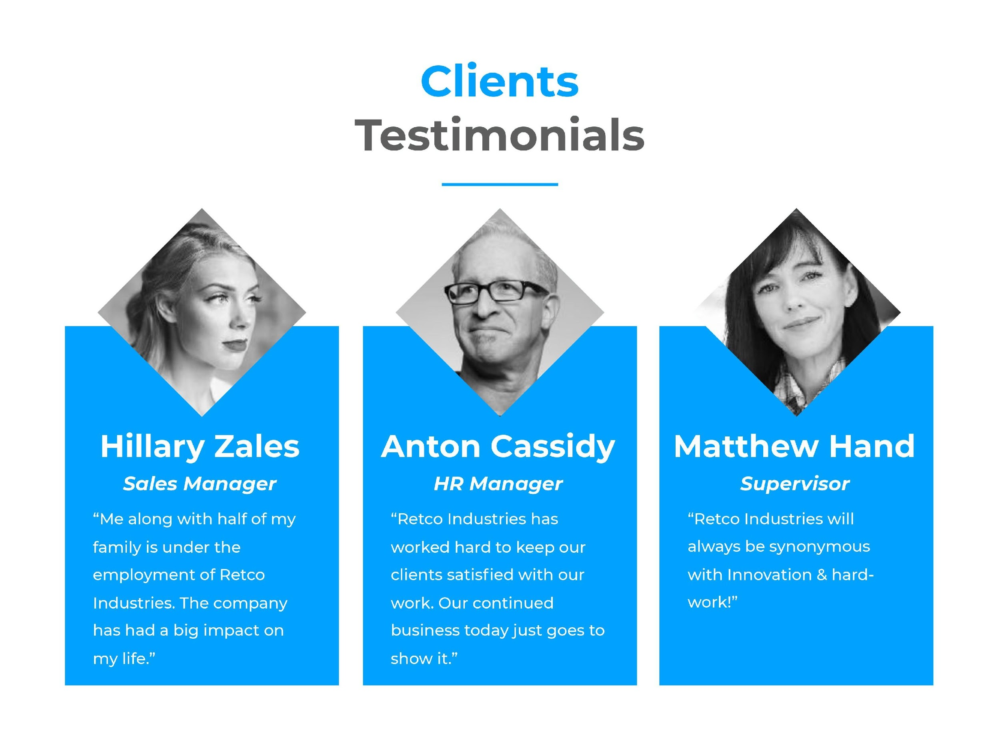 Clients
Testimonials
Hillary Zales
Sales Manager
“Me along with half of my
family is under the
employment of Retco
Industries. The company
has had a big impact on
my life.”
Anton Cassidy
HR Manager
“Retco Industries has
worked hard to keep our
clients satisfied with our
work. Our continued
business today just goes to
show it.”
Matthew Hand
Supervisor
“Retco Industries will
always be synonymous
with Innovation & hard-
work!”